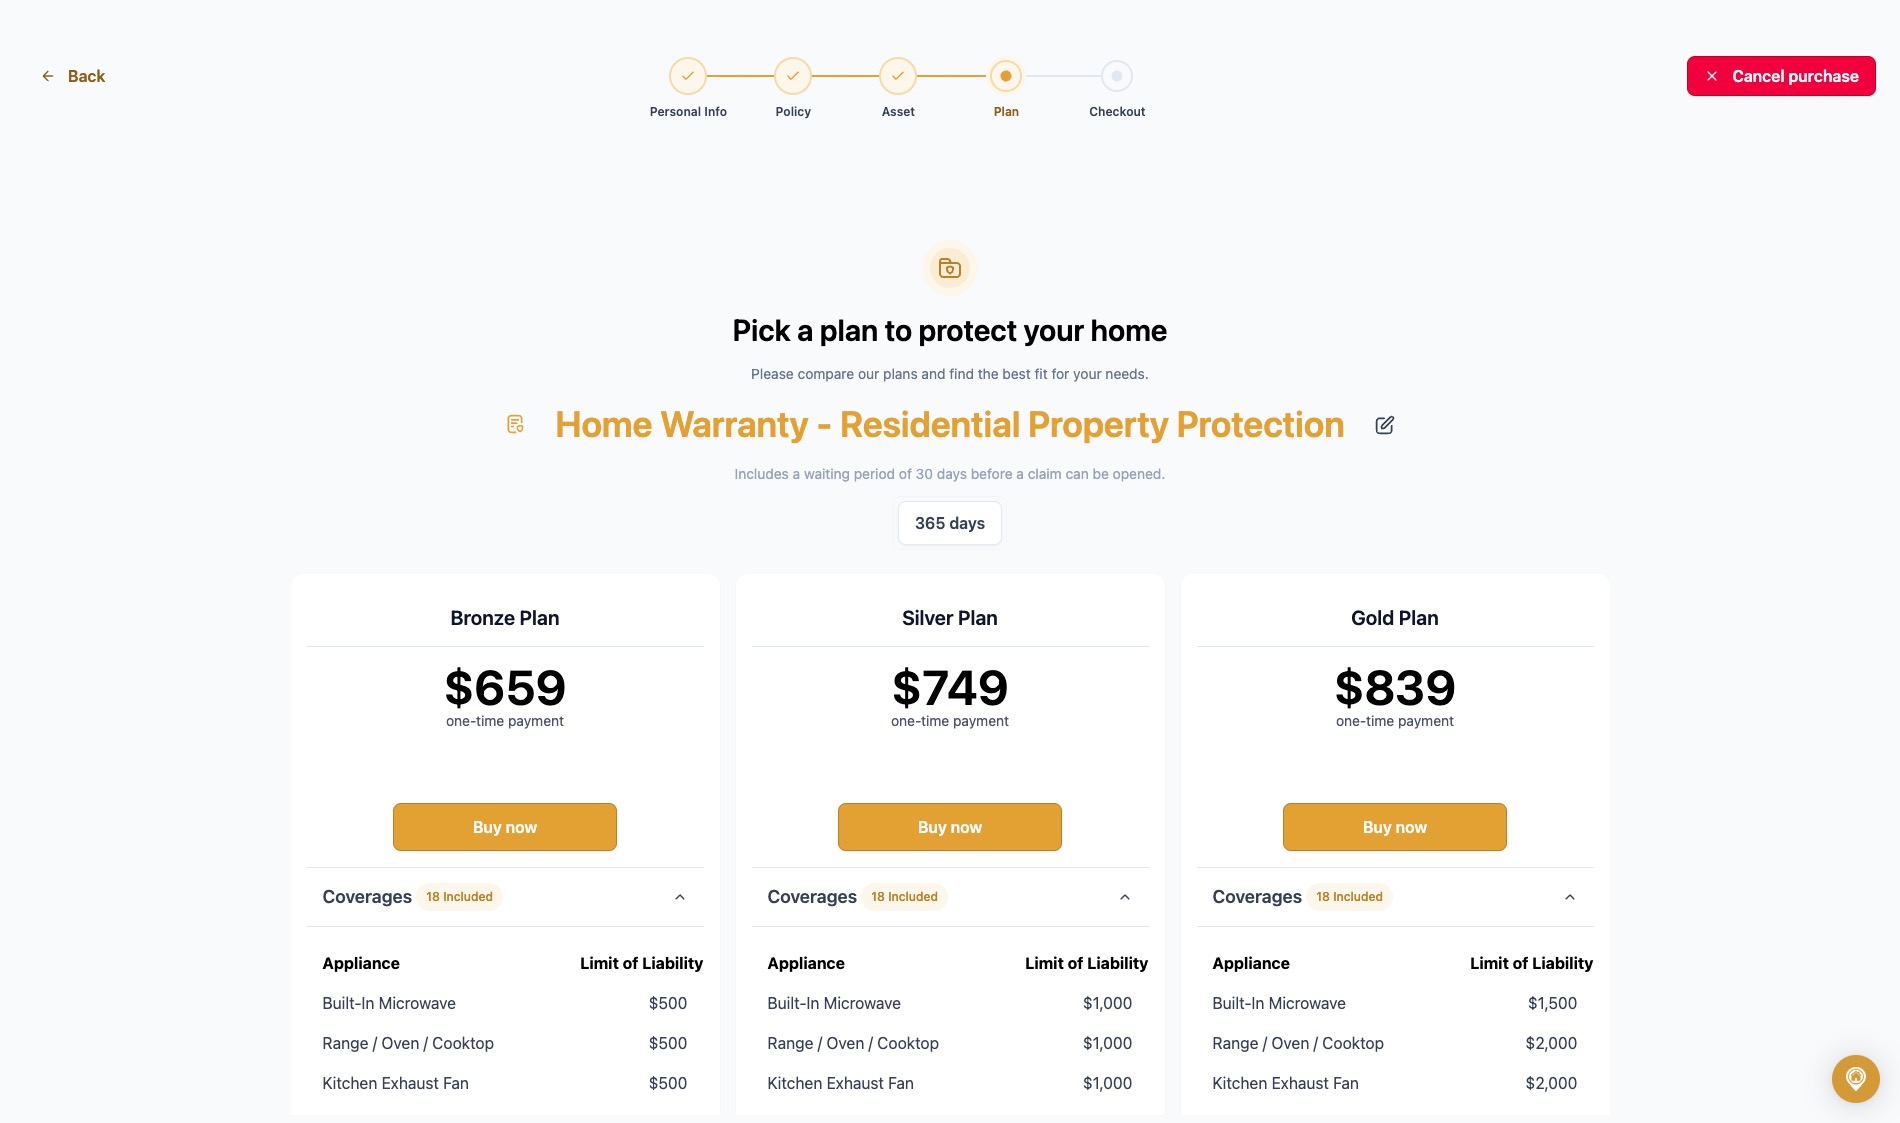 Back
Personal Info
Policy
Asset
Plan
Checkout
Cancel purchase
Pick a plan to protect your home
Please compare our plans and find the best fit for your needs.
Home Warranty - Residential Property Protection
Includes a waiting period of 30 days before a claim can be opened.
365 days
Bronze Plan
$659
one-time payment
Buy now
Coverages 18 Included
Appliance Limit of Liability
Built-In Microwave $500
Range / Oven / Cooktop $500
Kitchen Exhaust Fan $500
Silver Plan
$749
one-time payment
Buy now
Coverages 18 Included
Appliance Limit of Liability
Built-In Microwave $1,000
Range / Oven / Cooktop $1,000
Kitchen Exhaust Fan $1,000
Gold Plan
$839
one-time payment
Buy now
Coverages 18 Included
Appliance Limit of Liability
Built-In Microwave $1,500
Range / Oven / Cooktop $2,000
Kitchen Exhaust Fan $2,000